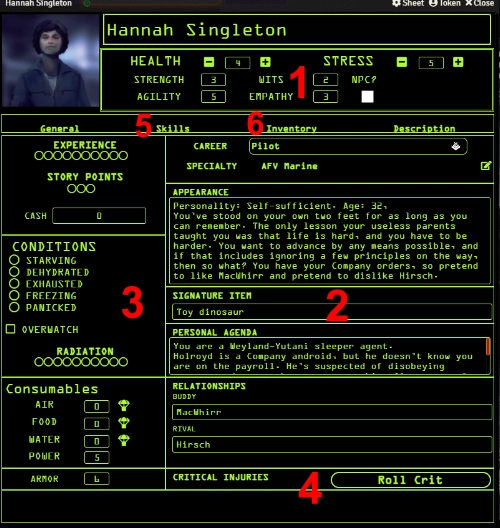 Hannah Singleton
Sheet Token Close
Hannah Singleton
HEALTH 4 STRESS 5
STRENGTH 3 WITS 2 NPC?
1
AGILITY 5 EMPATHY 3
5 6
General Skills Inventory Description
EXPERIENCE
STORY POINTS
CASH 0
CAREER Pilot
SPECIALTY AFV Marine
APPEARANCE
Personality: Self-sufficient. Age: 32,
You've stood on your own two feet for as long as you
can remember. The only lesson your useless parents
taught you was that life is hard, and you have to be
harder. You want to advance by any means possible, and
if that includes ignoring a few principles on the way,
then so what? You have your Company orders, so pretend
to like MacWhirr and pretend to dislike Hirsch.
CONDITIONS
STARVING
DEHYDRATED
EXHAUSTED
FREEZING
PANICKED
3
OVERWATCH
RADIATION
SIGNATURE ITEM
2
Toy dinosaur
PERSONAL AGENDA
You are a Weyland-Yutani sleeper agent.
Holroyd is a Company android, but he doesn't know you
are on the payroll. He's suspected of disobeying
Consumables
AIR 0
FOOD 0
WATER 0
POWER 5
ARMOR 6
RELATIONSHIPS
BUDDY
MacWhirr
RIVAL
Hirsch
CRITICAL INJURIES
4
Roll Crit